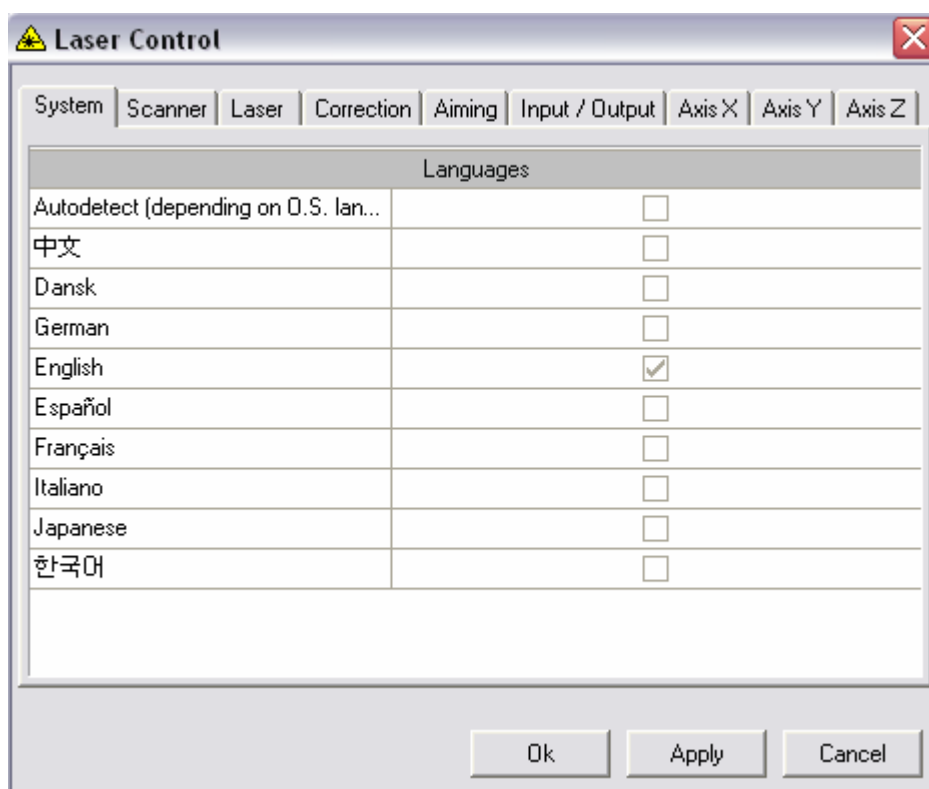 Laser Control
System Scanner Laser Correction Aiming Input / Output Axis X Axis Y Axis Z
Languages
Autodetect (depending on O.S. lan...
中文
Dansk
German
English
Español
Français
Italiano
Japanese
한국어
Ok Apply Cancel